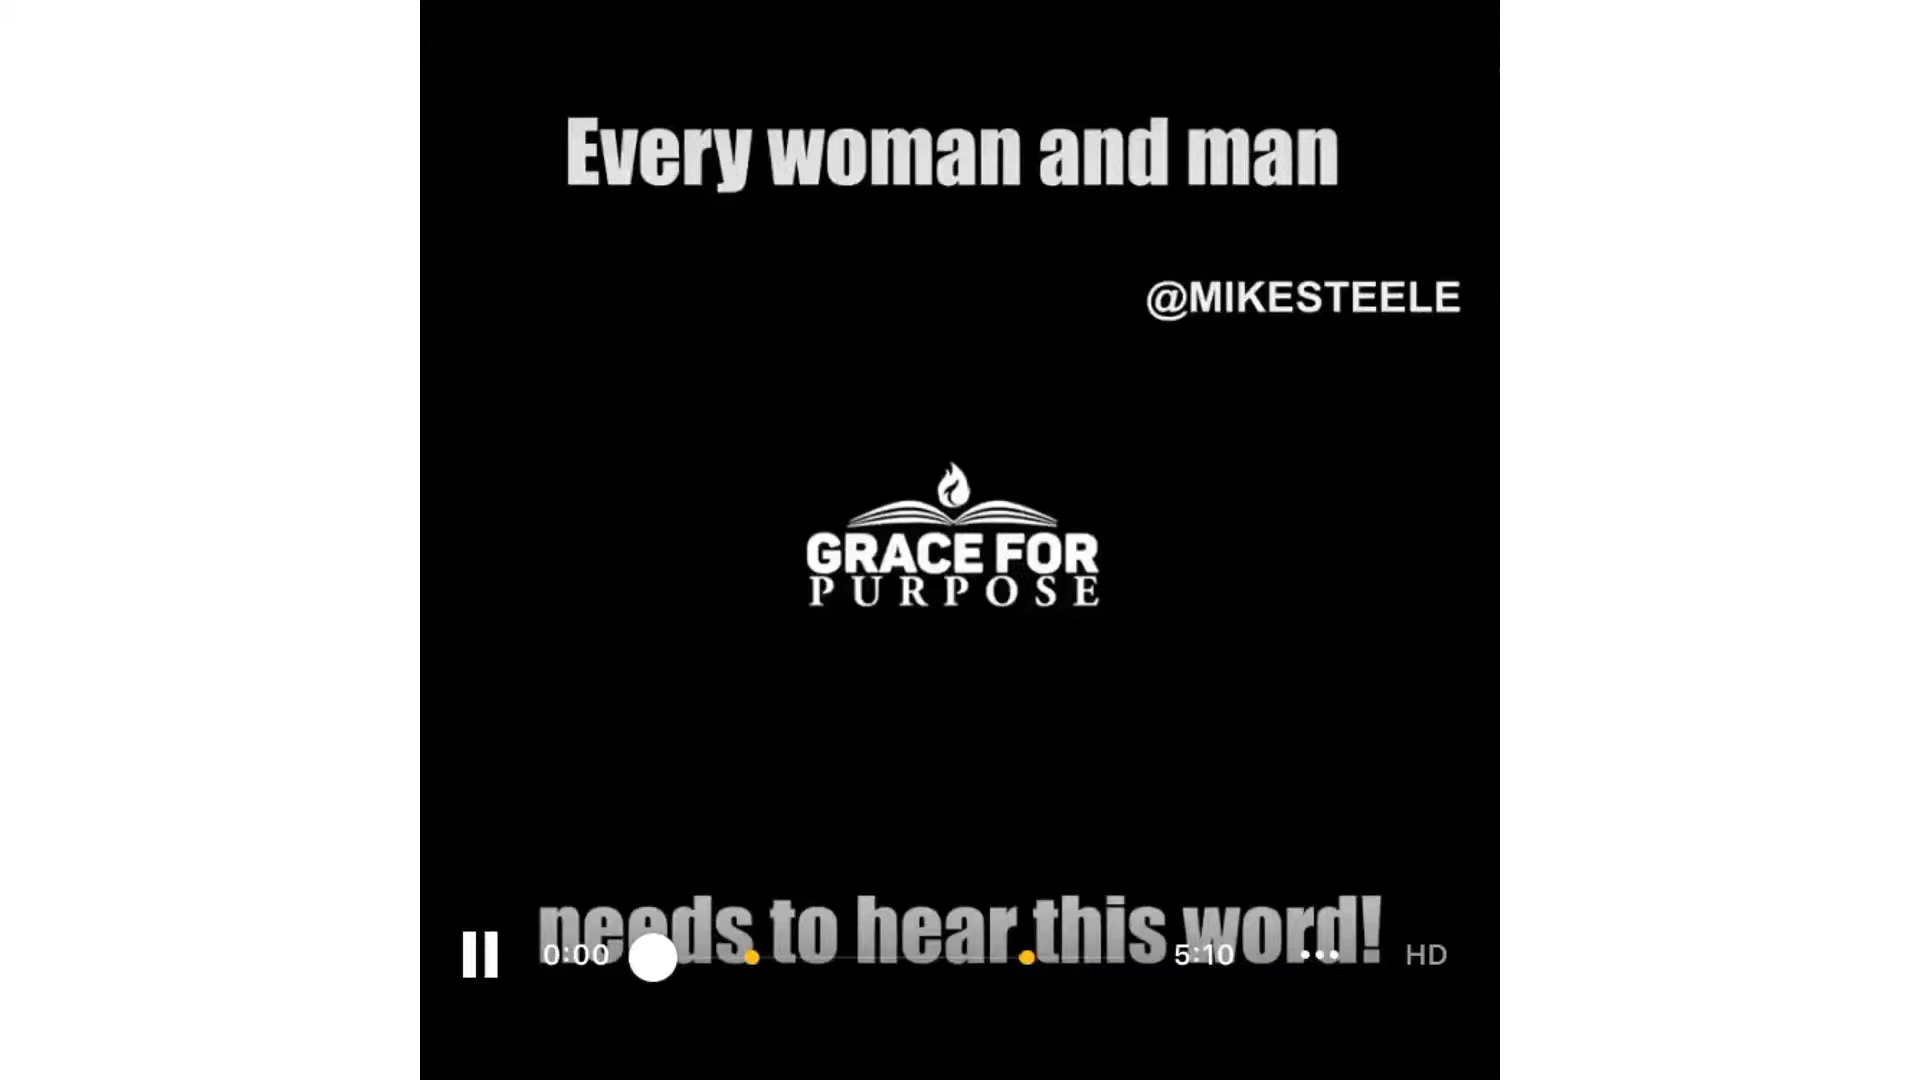 Every woman and man
@MIKESTEELE
GRACE FOR
PURPOSE
needs to hear this word!
0:00
5:10
HD